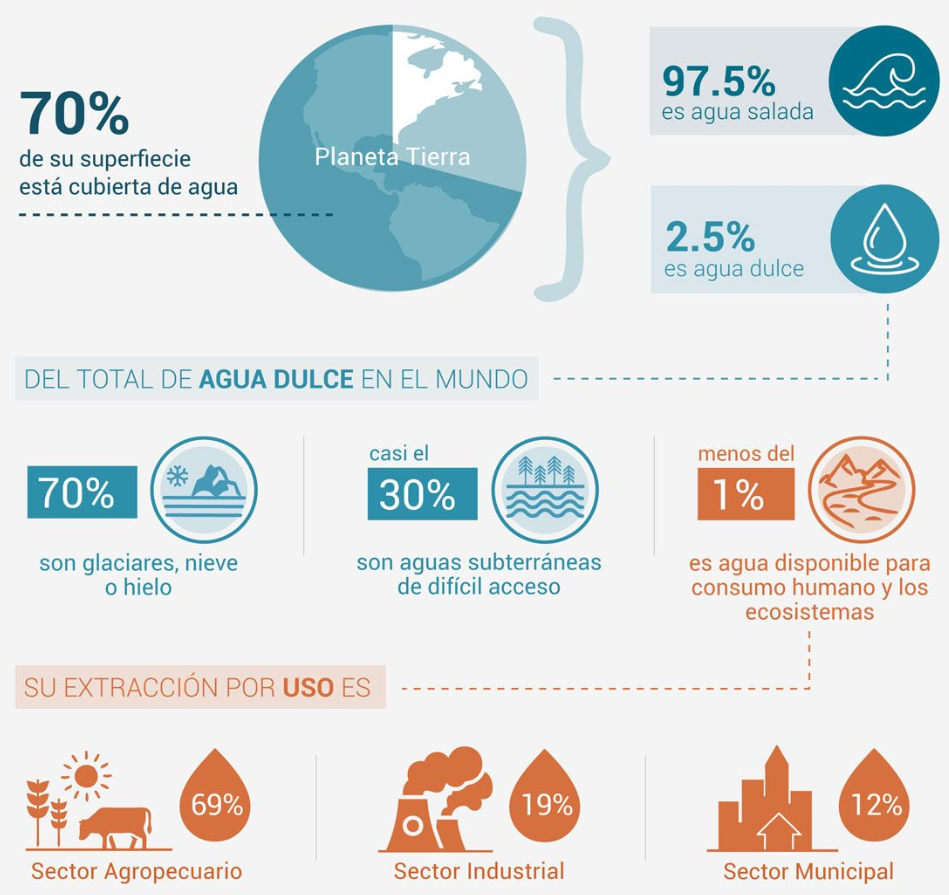 70%
de su superfiecie
está cubierta de agua
Planeta Tierra
97.5%
es agua salada
2.5%
es agua dulce
DEL TOTAL DE AGUA DULCE EN EL MUNDO
70%
son glaciares, nieve
o hielo
casi el
30%
son aguas subterráneas
de difícil acceso
menos del
1%
es agua disponible para
consumo humano y los
ecosistemas
SU EXTRACCIÓN POR USO ES
69%
Sector Agropecuario
19%
Sector Industrial
12%
Sector Municipal